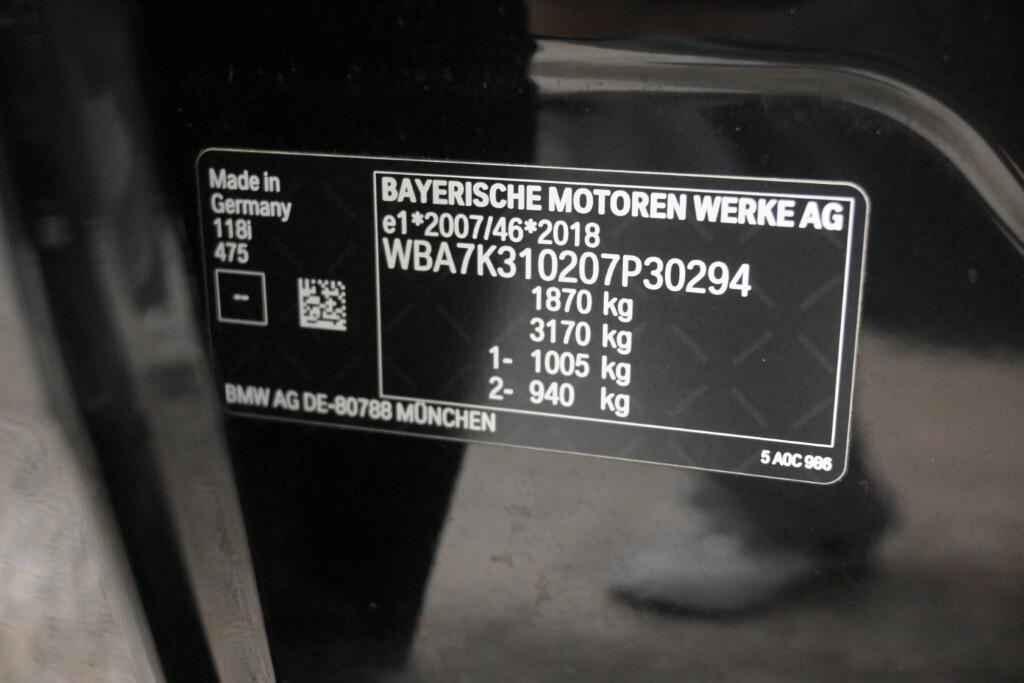 Made in
Germany
118i
475
--
BMW AG DE-80788 MÜNCHEN
BAYERISCHE MOTOREN WERKE AG
e1*2007/46*2018
WBA7K310207P30294
1870 kg
3170 kg
1- 1005 kg
2- 940 kg
5 A0C 986